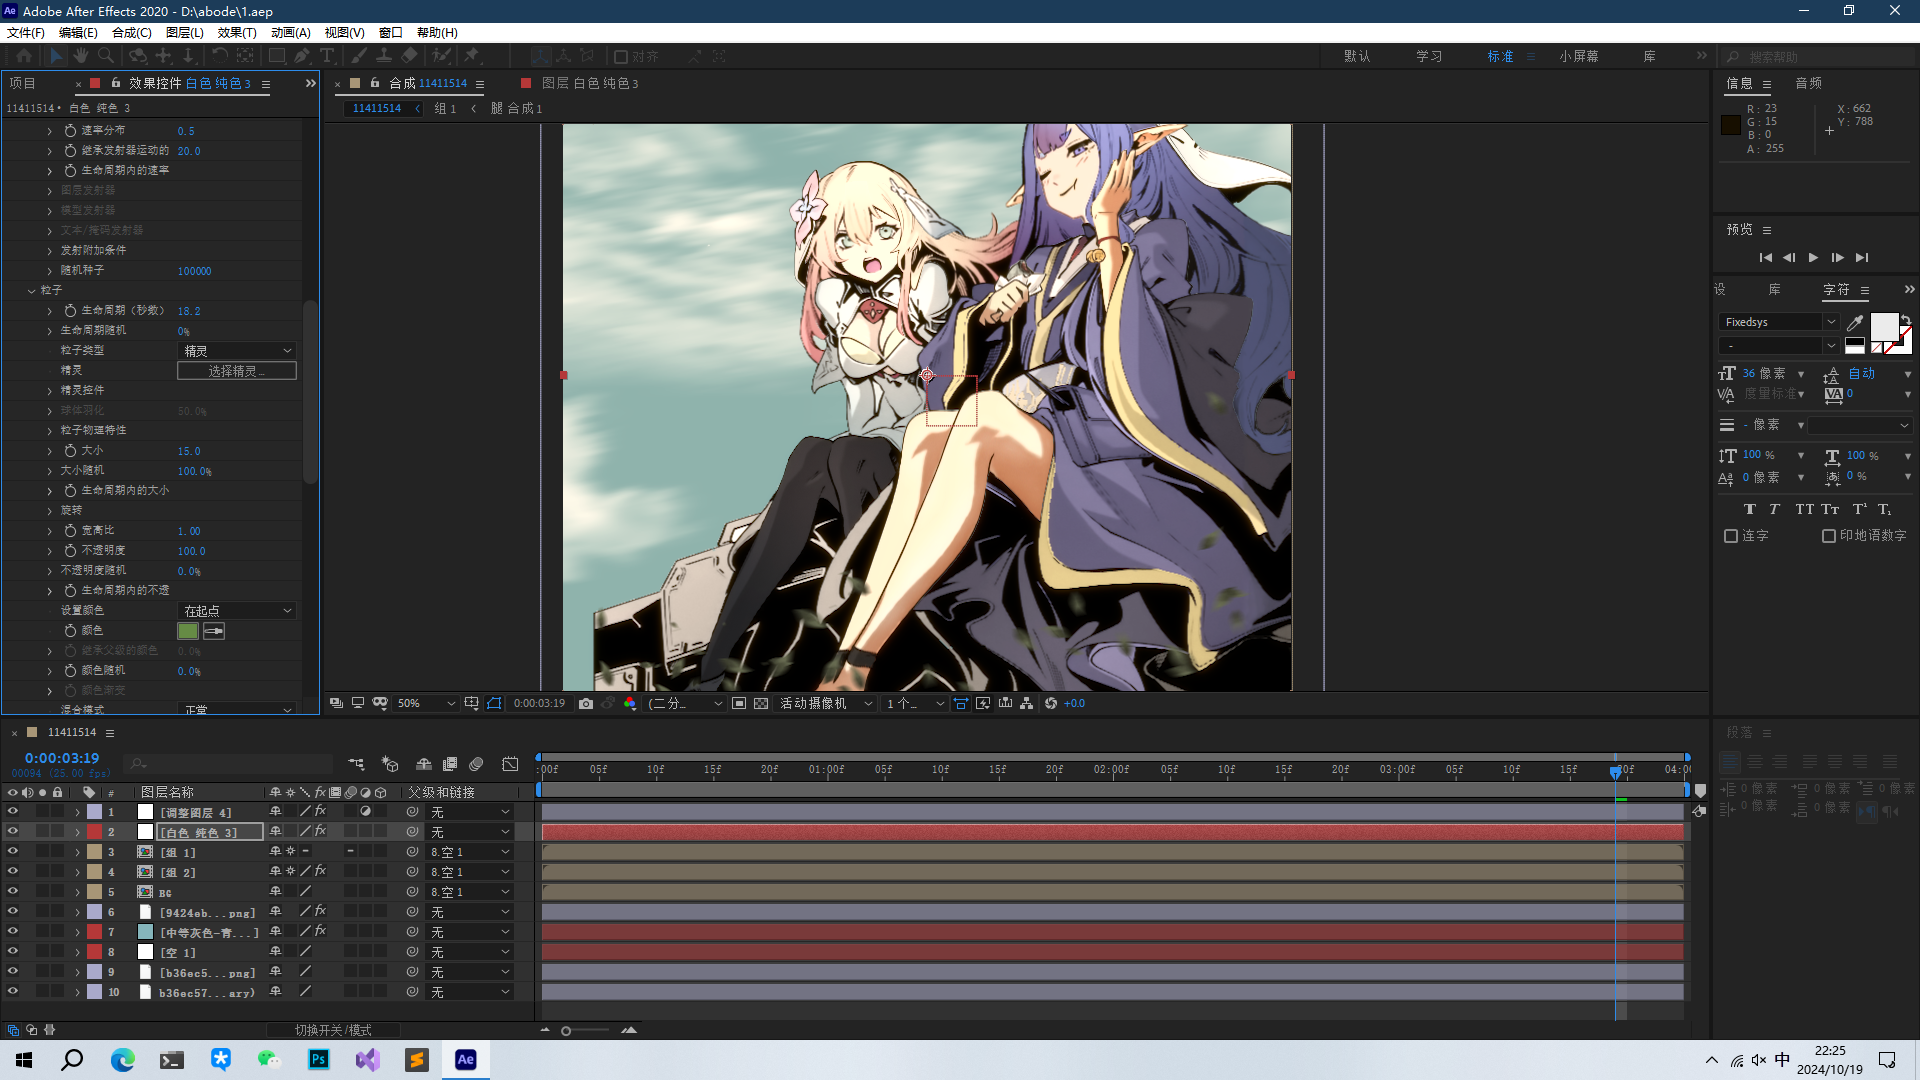 Adobe After Effects 2020 - D:\abode\1.aep
文件(F) 编辑(E) 合成(C) 图层(L) 效果(T) 动画(A) 视图(V) 窗口 帮助(H)
对齐 默认 学习 标准 小屏幕 库 搜索帮助
项目 效果控件 白色 纯色 3
11411514 • 白色 纯色 3
速率分布 0.5
继承发射器运动的 20.0
生命周期内的速率
图层发射器
模型发射器
文本/掩码发射器
发射附加条件
随机种子 100000
粒子
生命周期（秒数） 18.2
生命周期随机 0%
粒子类型 精灵
精灵 选择精灵...
精灵控件
球体羽化 50.0%
粒子物理特性
大小 15.0
大小随机 100.0%
生命周期内的大小
旋转
宽高比 1.00
不透明度 100.0
不透明度随机 0.0%
生命周期内的不透
设置颜色 在起点
颜色
继承父级的颜色 0.0%
颜色随机 0.0%
颜色渐变
混合模式 正常
合成 11411514 图层 白色 纯色 3
11411514 组 1 腿 合成 1
50% 0:00:03:19 (二分... 活动摄像机 1 个... +0.0
信息 音频
R: 23 X: 662
G: 15 Y: 788
B: 0
A: 255
预览
设 库 字符
Fixedsys
-
36 像素 自动
度量标准 0
- 像素
100 % 100 %
0 像素 0 %
T T TT Tт T¹ T₁
连字 印地语数字
段落
0 像素 0 像素 0 像素
0 像素 0 像素
11411514
0:00:03:19
00094 (25.00 fps)
:00f 05f 10f 15f 20f 01:00f 05f 10f 15f 20f 02:00f 05f 10f 15f 20f 03:00f 05f 10f 15f 20f 04:00
# 图层名称 父级和链接
1 [调整图层 4] 无
2 [白色 纯色 3] 无
3 [组 1] 8.空 1
4 [组 2] 8.空 1
5 BG 8.空 1
6 [9424eb...png] 无
7 [中等灰色-青...] 无
8 [空 1] 无
9 [b36ec5...png] 无
10 b36ec57...ary) 无
切换开关/模式
中 22:25
2024/10/19